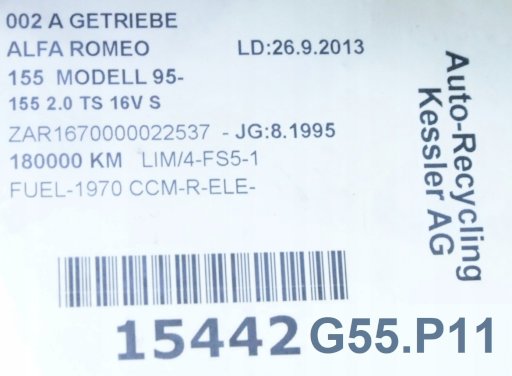 002 A GETRIEBE
ALFA ROMEO LD:26.9.2013
155 MODELL 95-
155 2.0 TS 16V S
ZAR1670000022537 - JG:8.1995
180000 KM LIM/4-FS5-1
FUEL-1970 CCM-R-ELE-
Auto-Recycling
Kessler AG
15442 G55.P11